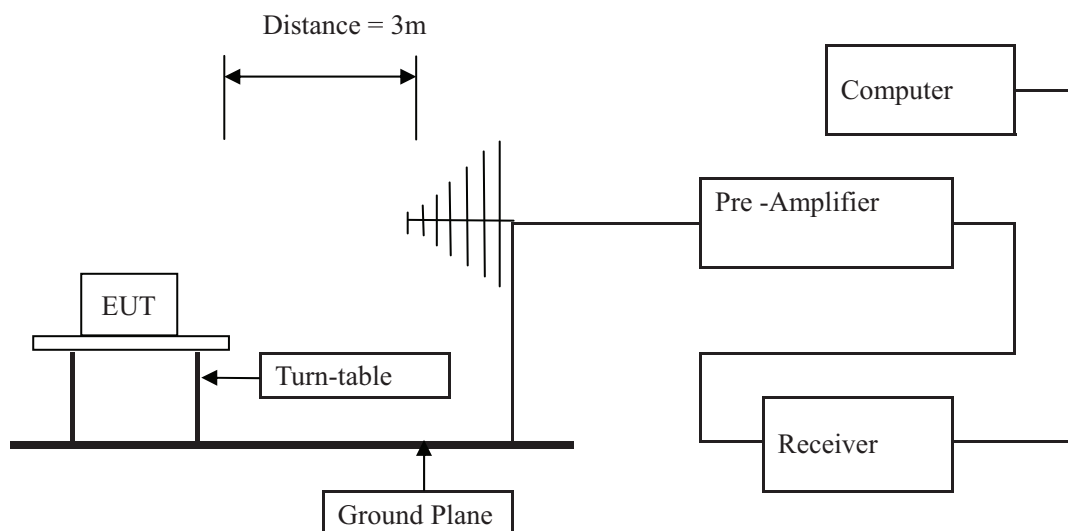 Distance = 3m
Computer
Pre -Amplifier
EUT
Turn-table
Receiver
Ground Plane